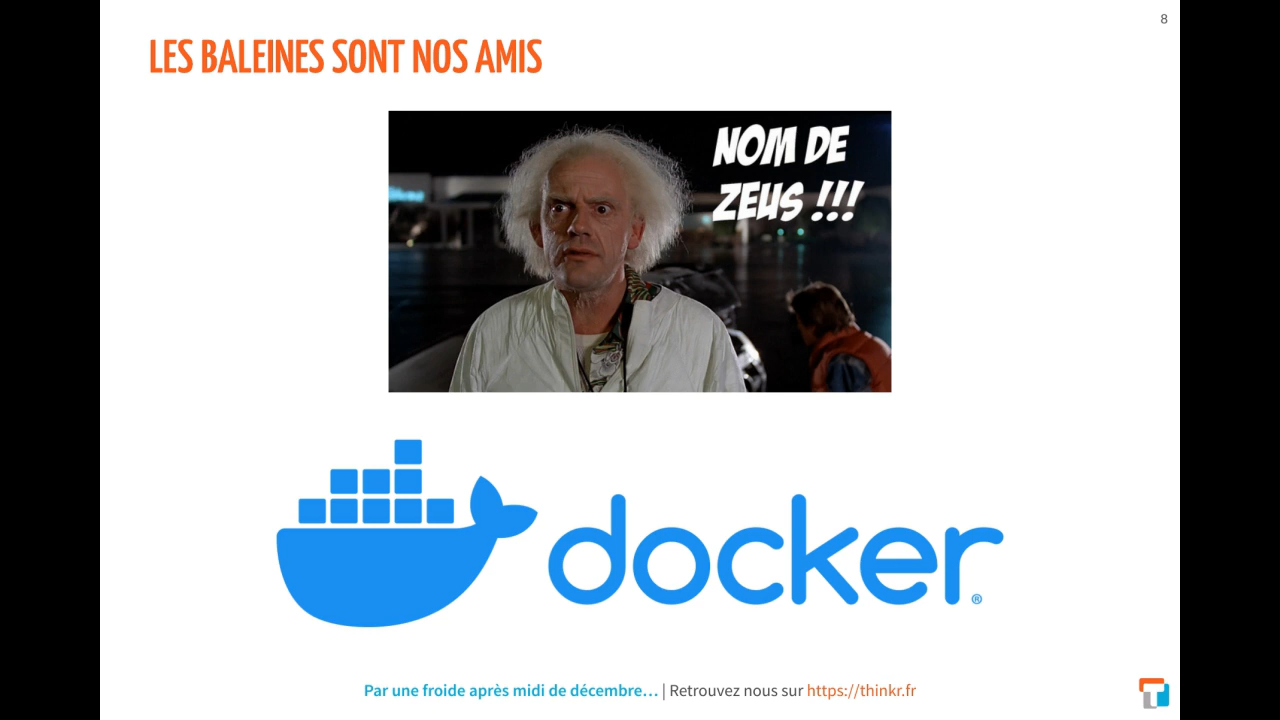 8
LES BALEINES SONT NOS AMIS
NOM DE
ZEUS !!!
docker®
Par une froide après midi de décembre… | Retrouvez nous sur https://thinkr.fr